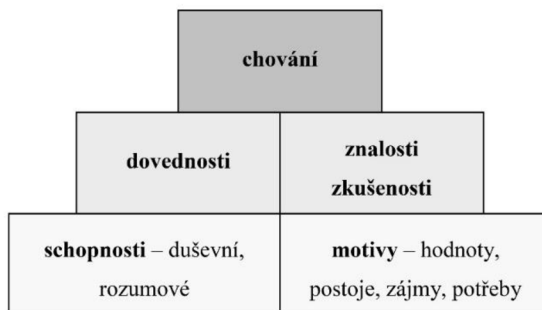 chování
dovednosti
znalosti
zkušenosti
schopnosti – duševní,
rozumové
motivy – hodnoty,
postoje, zájmy, potřeby